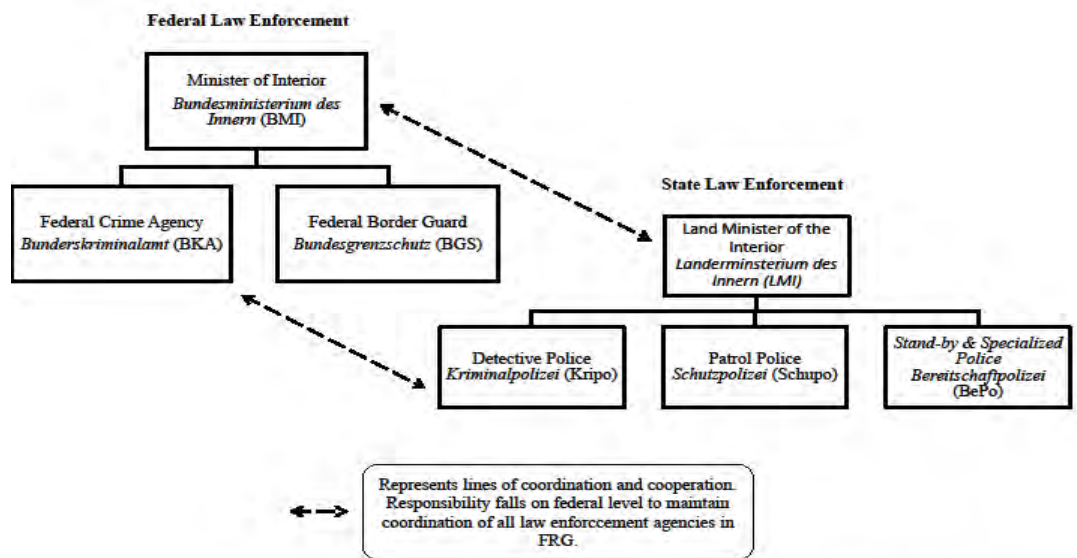 Federal Law Enforcement
Minister of Interior
Bundesministerium des
Innern (BMI)
Federal Crime Agency
Bunderskriminalamt (BKA)
Federal Border Guard
Bundesgrenzschutz (BGS)
State Law Enforcement
Land Minister of the
Interior
Landerminsterium des
Innern (LMI)
Detective Police
Kriminalpolizei (Kripo)
Patrol Police
Schutzpolizei (Schupo)
Stand-by & Specialized
Police
Bereitschaftpolizei
(BePo)
Represents lines of coordination and cooperation.
Responsibility falls on federal level to maintain
coordination of all law enforccement agencies in
FRG.